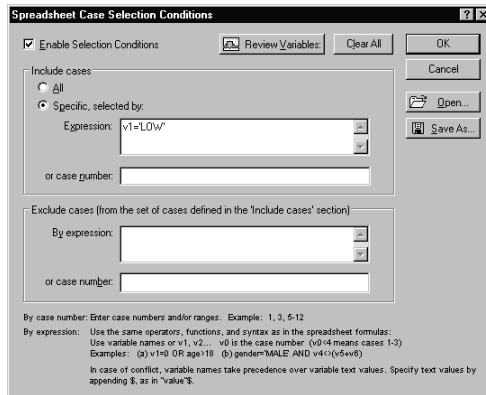 Spreadsheet Case Selection Conditions
Enable Selection Conditions
Review Variables:
Clear All
OK
Include cases
Cancel
All
Specific, selected by:
Open...
Expression: v1='LOW'
Save As...
or case number:
Exclude cases (from the set of cases defined in the 'Include cases' section)
By expression:
or case number:
By case number: Enter case numbers and/or ranges. Example: 1, 3, 5-12
By expression: Use the same operators, functions, and syntax as in the spreadsheet formulas:
Use variable names or v1, v2... v0 is the case number (v0<4 means cases 1-3)
Examples: (a) v1=0 OR age>18 (b) gender='MALE' AND v4<>(v5+v6)
In case of conflict, variable names take precedence over variable text values. Specify text values by
appending $, as in "value"$.